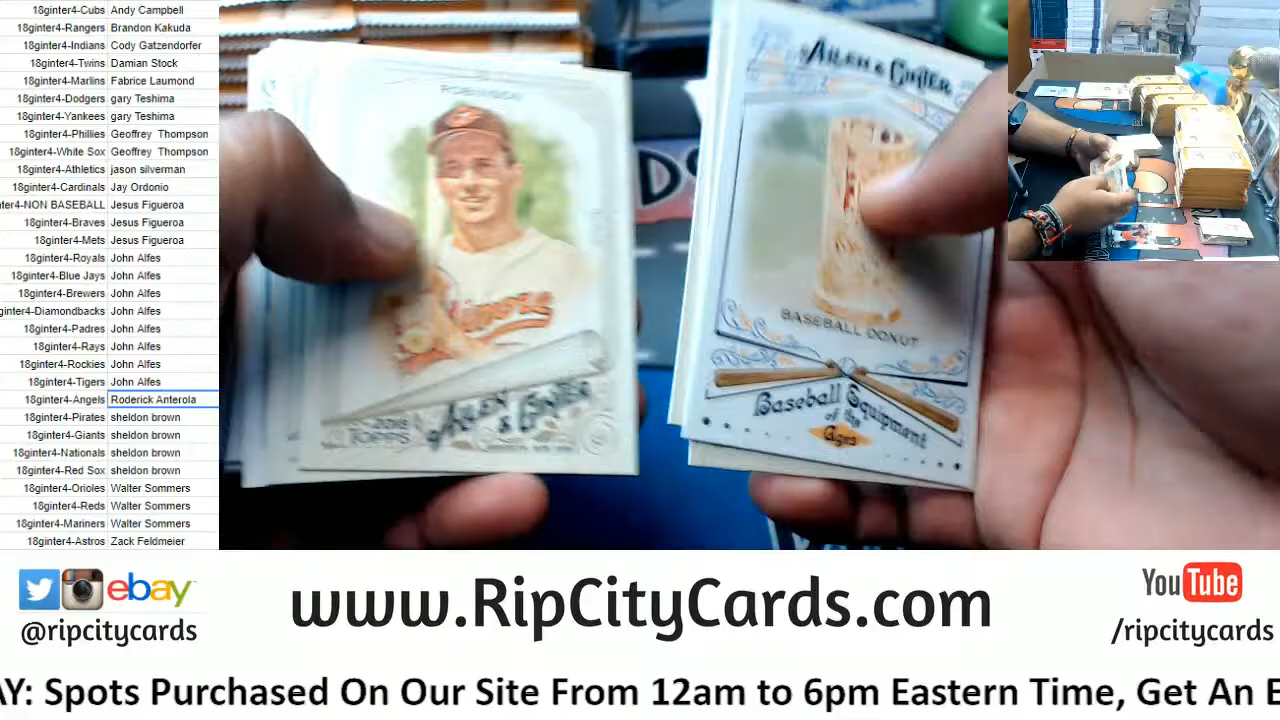 18ginter4-Cubs Andy Campbell
18ginter4-Rangers Brandon Kakuda
18ginter4-Indians Cody Gatzendorfer
18ginter4-Twins Damian Stock
18ginter4-Marlins Fabrice Laumond
18ginter4-Dodgers gary Teshima
18ginter4-Yankees gary Teshima
18ginter4-Phillies Geoffrey Thompson
18ginter4-White Sox Geoffrey Thompson
18ginter4-Athletics jason silverman
18ginter4-Cardinals Jay Ordonio
nter4-NON BASEBALL Jesus Figueroa
18ginter4-Braves Jesus Figueroa
18ginter4-Mets Jesus Figueroa
18ginter4-Royals John Alfes
18ginter4-Blue Jays John Alfes
18ginter4-Brewers John Alfes
ginter4-Diamondbacks John Alfes
18ginter4-Padres John Alfes
18ginter4-Rays John Alfes
18ginter4-Rockies John Alfes
18ginter4-Tigers John Alfes
18ginter4-Angels Roderick Anterola
18ginter4-Pirates sheldon brown
18ginter4-Giants sheldon brown
18ginter4-Nationals sheldon brown
18ginter4-Red Sox sheldon brown
18ginter4-Orioles Walter Sommers
18ginter4-Reds Walter Sommers
18ginter4-Mariners Walter Sommers
18ginter4-Astros Zack Feldmeier
2018 TOPPS
ALLEN & GINTER
ALLEN & GINTER
BASEBALL DONUT
Baseball Equipment
of the
Ages
ebay
@ripcitycards
www.RipCityCards.com
YouTube
/ripcitycards
AY: Spots Purchased On Our Site From 12am to 6pm Eastern Time, Get An E